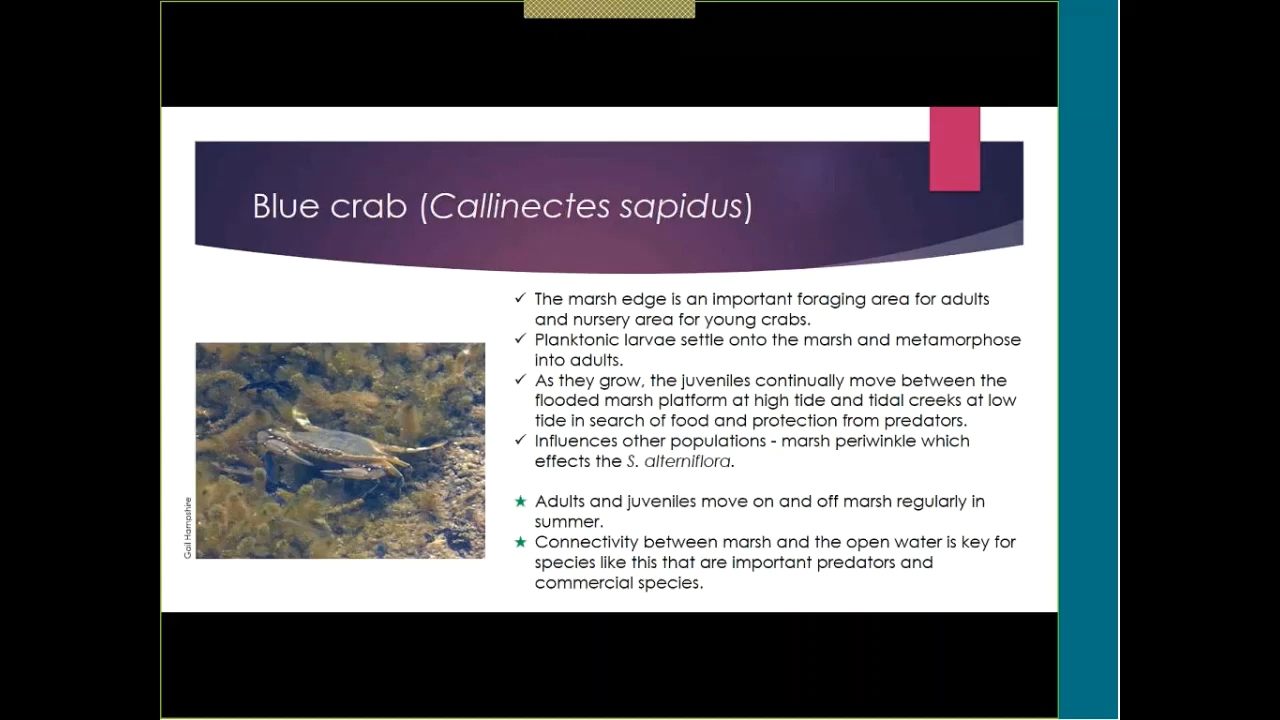 Blue crab (Callinectes sapidus)
✓ The marsh edge is an important foraging area for adults
and nursery area for young crabs.
✓ Planktonic larvae settle onto the marsh and metamorphose
into adults.
✓ As they grow, the juveniles continually move between the
flooded marsh platform at high tide and tidal creeks at low
tide in search of food and protection from predators.
✓ Influences other populations - marsh periwinkle which
effects the S. alterniflora.
★ Adults and juveniles move on and off marsh regularly in
summer.
★ Connectivity between marsh and the open water is key for
species like this that are important predators and
commercial species.
Gail Hampshire